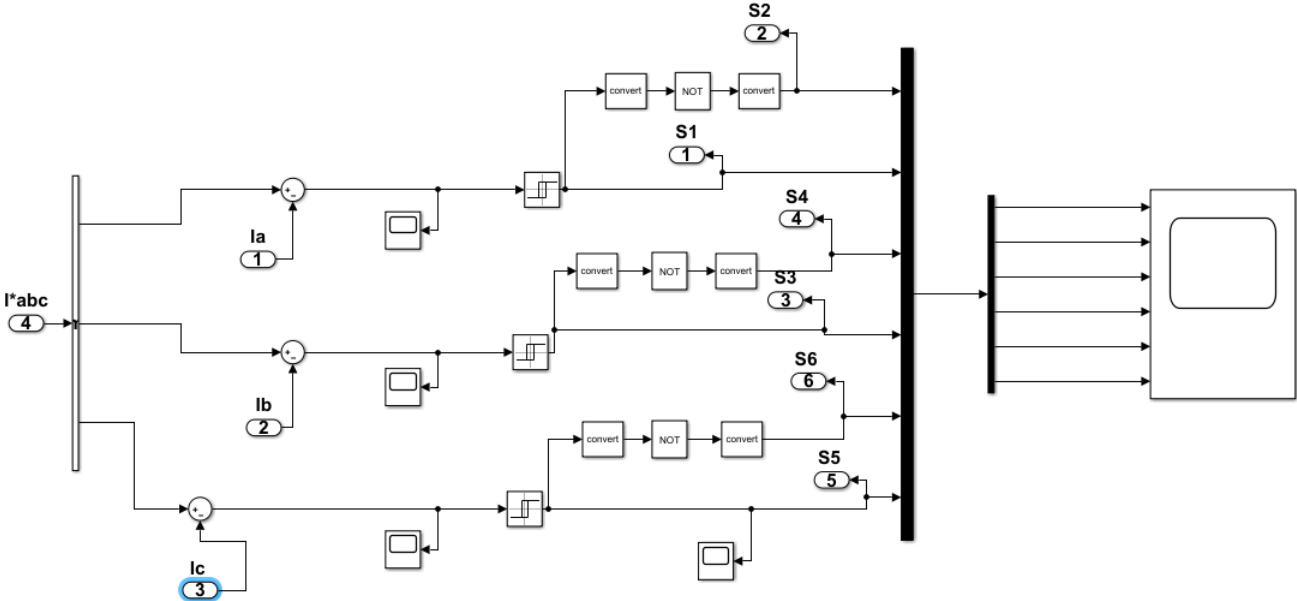 S2
2
convert
NOT
convert
S1
1
S4
4
Ia
1
convert
NOT
convert
S3
3
I*abc
4
S6
6
Ib
2
convert
NOT
convert
S5
5
Ic
3